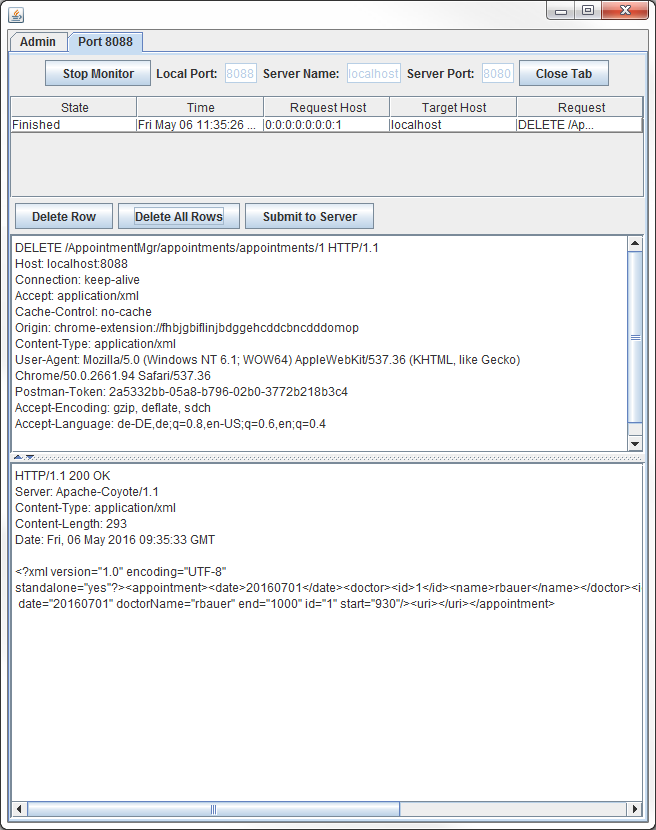 Admin Port 8088
Stop Monitor Local Port: 8088 Server Name: localhost Server Port: 8080 Close Tab
State Time Request Host Target Host Request
Finished Fri May 06 11:35:26 ... 0:0:0:0:0:0:0:1 localhost DELETE /Ap...
Delete Row Delete All Rows Submit to Server
DELETE /AppointmentMgr/appointments/appointments/1 HTTP/1.1
Host: localhost:8088
Connection: keep-alive
Accept: application/xml
Cache-Control: no-cache
Origin: chrome-extension://fhbjgbiflinjbdggehcddcbncdddomop
Content-Type: application/xml
User-Agent: Mozilla/5.0 (Windows NT 6.1; WOW64) AppleWebKit/537.36 (KHTML, like Gecko)
Chrome/50.0.2661.94 Safari/537.36
Postman-Token: 2a5332bb-05a8-b796-02b0-3772b218b3c4
Accept-Encoding: gzip, deflate, sdch
Accept-Language: de-DE,de;q=0.8,en-US;q=0.6,en;q=0.4
HTTP/1.1 200 OK
Server: Apache-Coyote/1.1
Content-Type: application/xml
Content-Length: 293
Date: Fri, 06 May 2016 09:35:33 GMT
<?xml version="1.0" encoding="UTF-8"
standalone="yes"?><appointment><date>20160701</date><doctor><id>1</id><name>rbauer</name></doctor><i
date="20160701" doctorName="rbauer" end="1000" id="1" start="930"/><uri></uri></appointment>